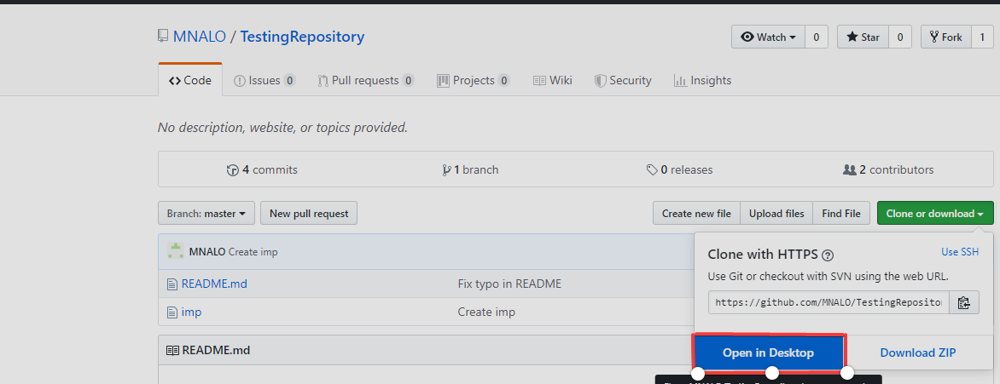 MNALO / TestingRepository
Watch 0 Star 0 Fork 1
Code Issues 0 Pull requests 0 Projects 0 Wiki Security Insights
No description, website, or topics provided.
4 commits 1 branch 0 releases 2 contributors
Branch: master New pull request Create new file Upload files Find File Clone or download
MNALO Create imp
Clone with HTTPS ? Use SSH
Use Git or checkout with SVN using the web URL.
README.md Fix typo in README
https://github.com/MNALO/TestingReposito
imp Create imp
README.md
Open in Desktop Download ZIP